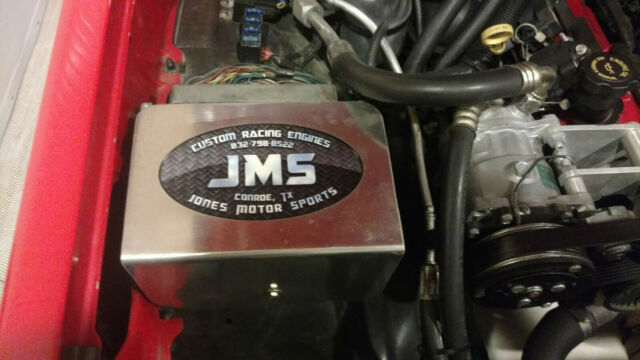 CUSTOM RACING ENGINES
832-798-8522
JMS
CONROE, TX
JONES MOTOR SPORTS